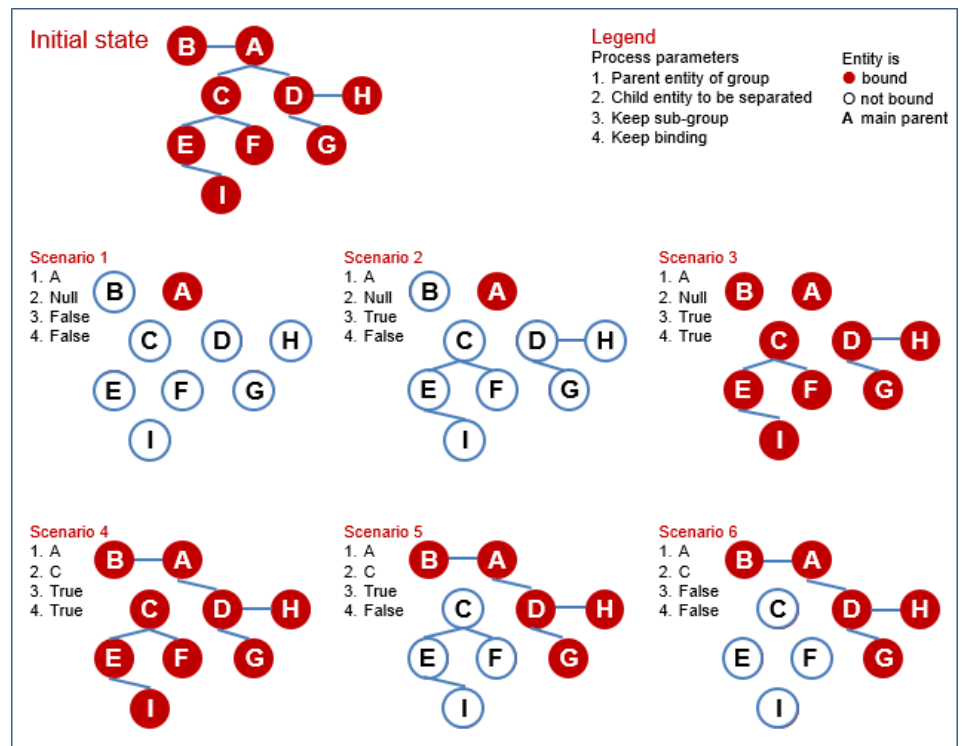 Initial state
B A
C D H
E F G
I
Legend
Process parameters
1. Parent entity of group
2. Child entity to be separated
3. Keep sub-group
4. Keep binding
Entity is
bound
not bound
A main parent
Scenario 1
1. A
2. Null
3. False
4. False
B A
C D H
E F G
I
Scenario 2
1. A
2. Null
3. True
4. False
B A
C D H
E F G
I
Scenario 3
1. A
2. Null
3. True
4. True
B A
C D H
E F G
I
Scenario 4
1. A
2. C
3. True
4. True
B A
C D H
E F G
I
Scenario 5
1. A
2. C
3. True
4. False
B A
C D H
E F G
I
Scenario 6
1. A
2. C
3. False
4. False
B A
C D H
E F G
I